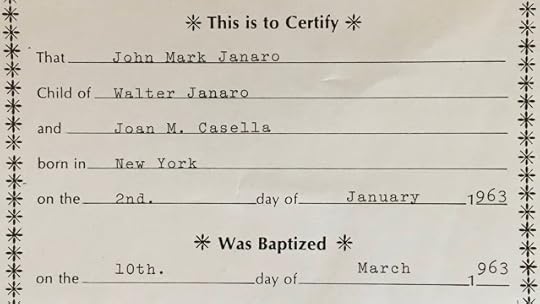 This is to Certify
That John Mark Janaro
Child of Walter Janaro
and Joan M. Casella
born in New York
on the 2nd. day of January 1963
Was Baptized
on the 10th. day of March 1963